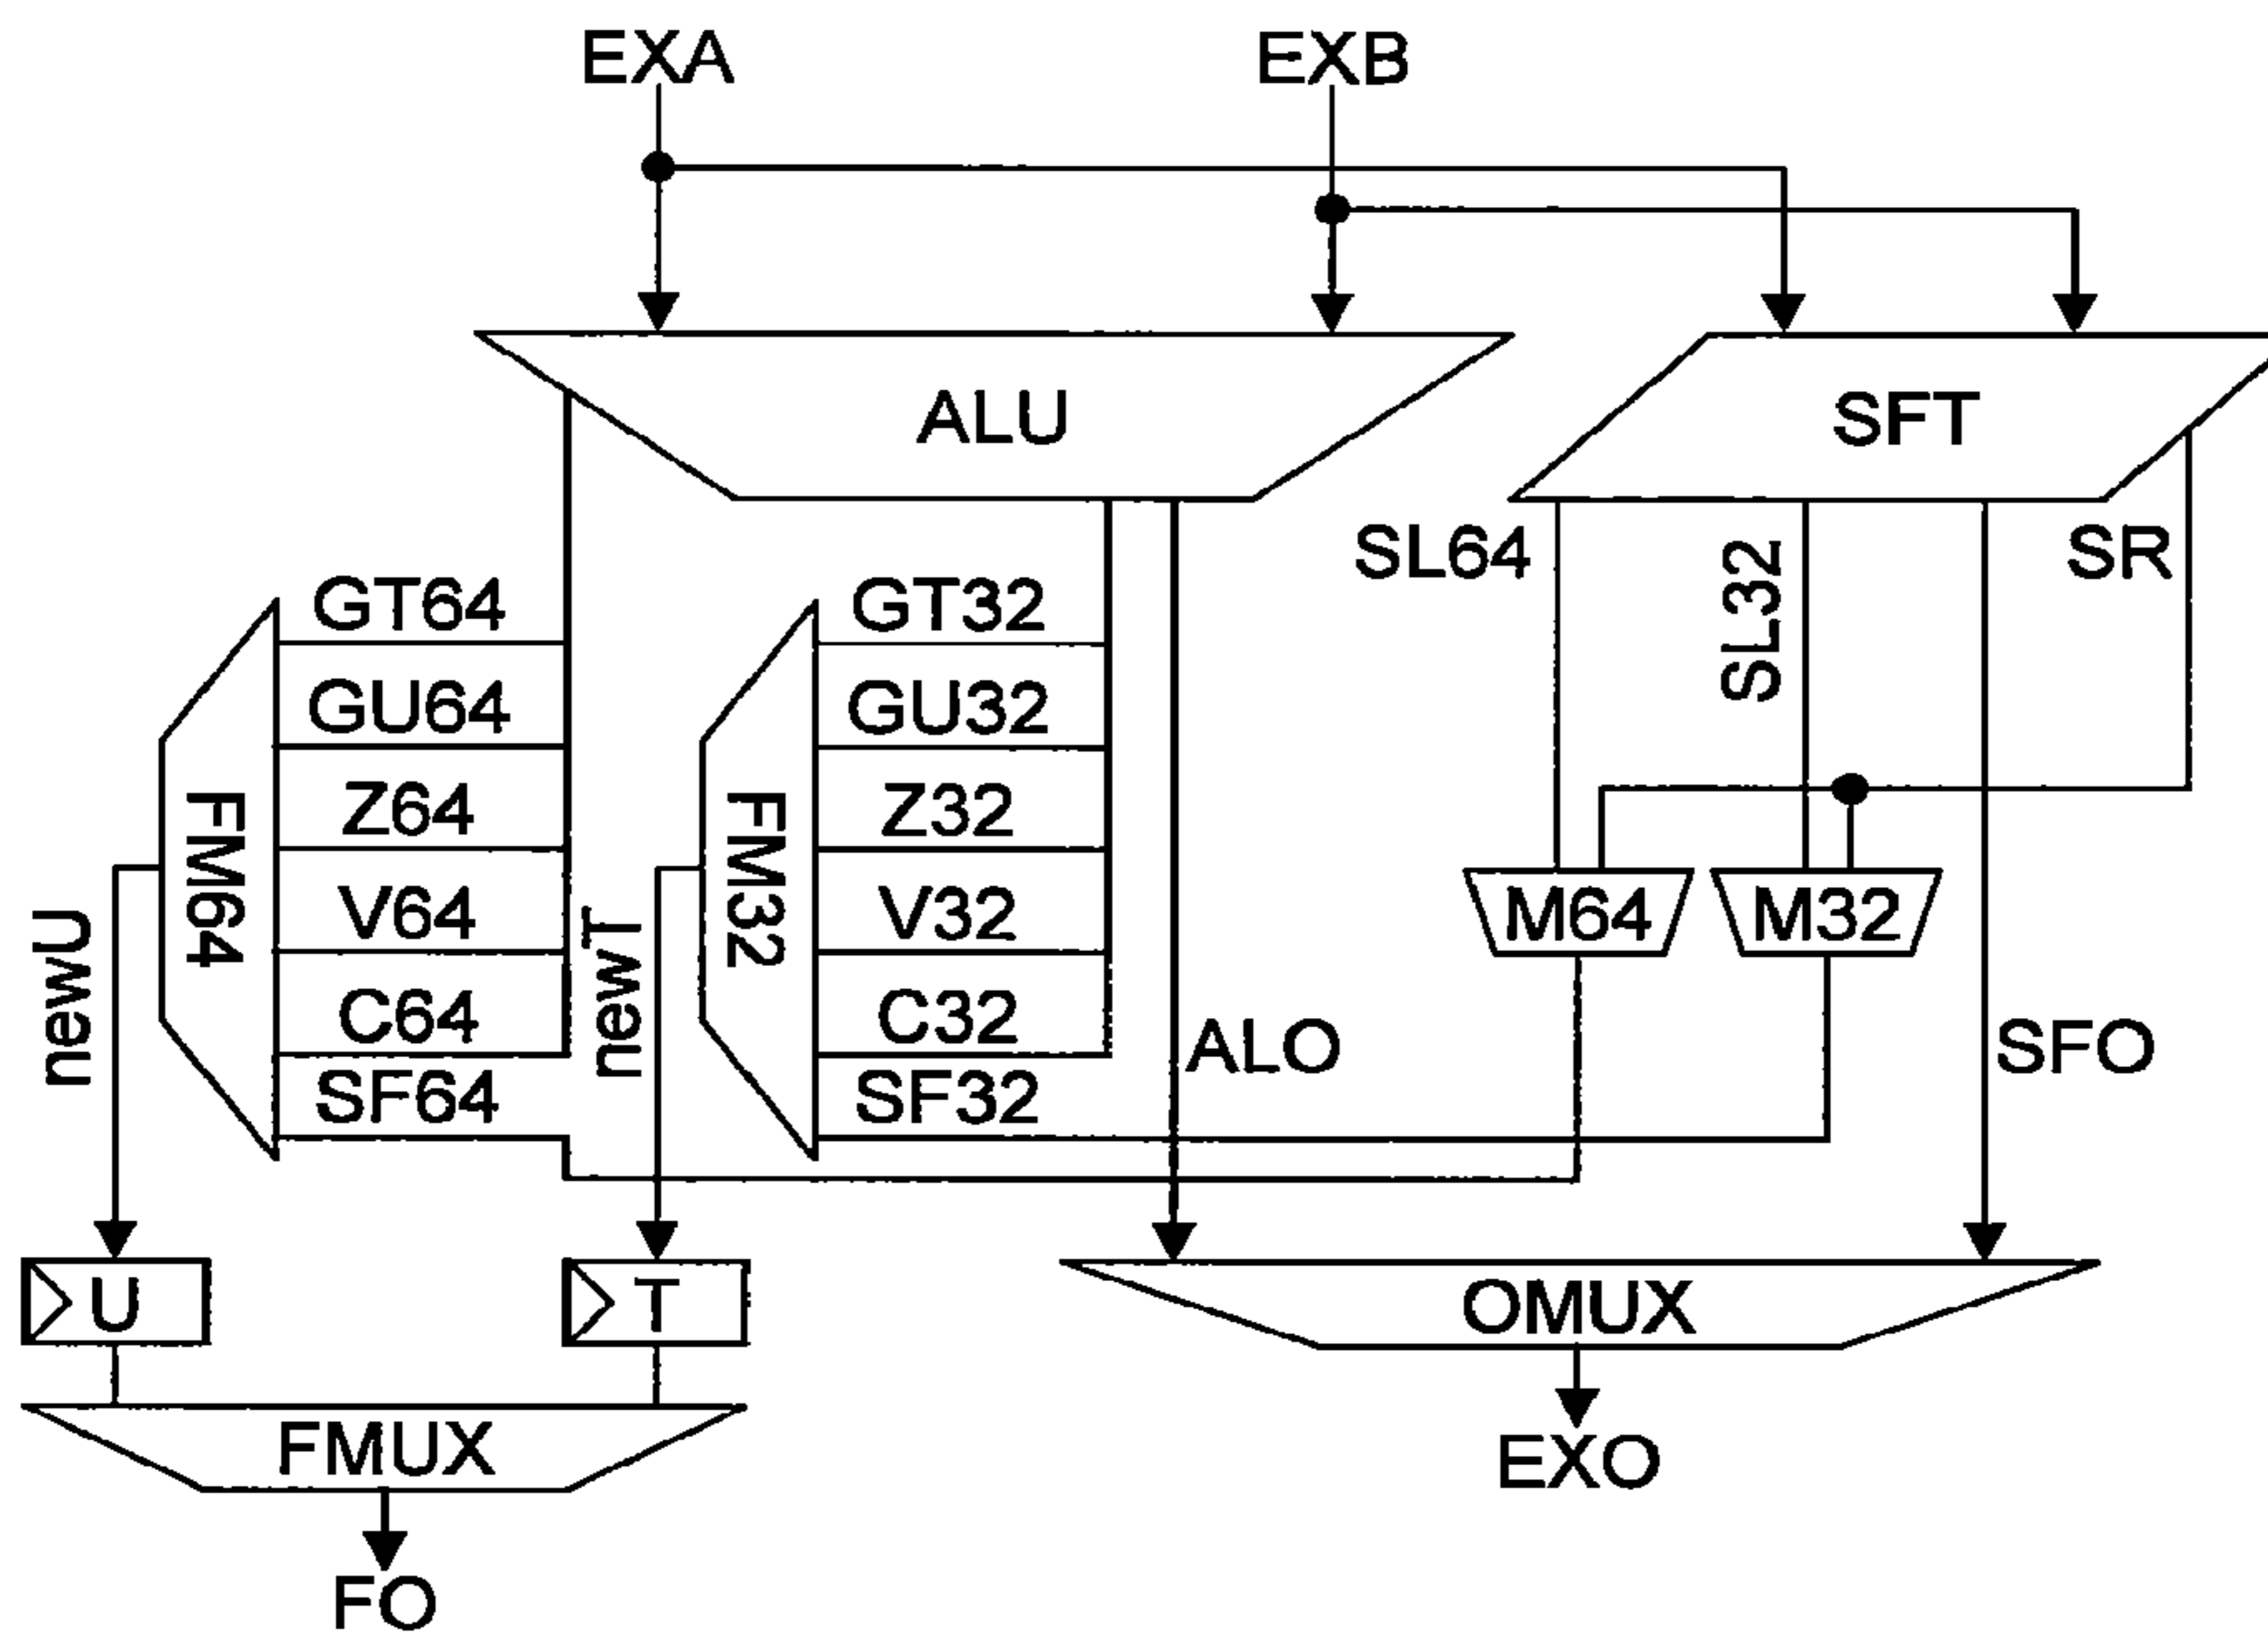 EXA EXB
ALU SFT
SL64 SL32 SR
GT64 GT32
GU64 GU32
Z64 Z32
FM64 FM32
V64 V32
M64 M32
newU newT
C64 C32
ALO SFO
SF64 SF32
U T OMUX
FMUX EXO
FO